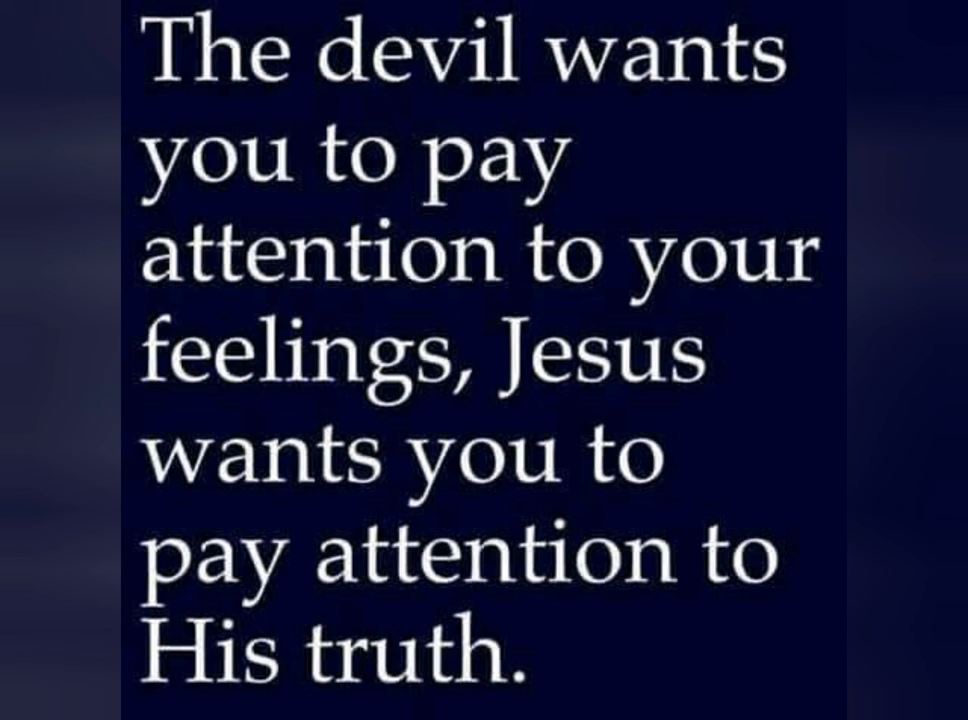 The devil wants
you to pay
attention to your
feelings, Jesus
wants you to
pay attention to
His truth.